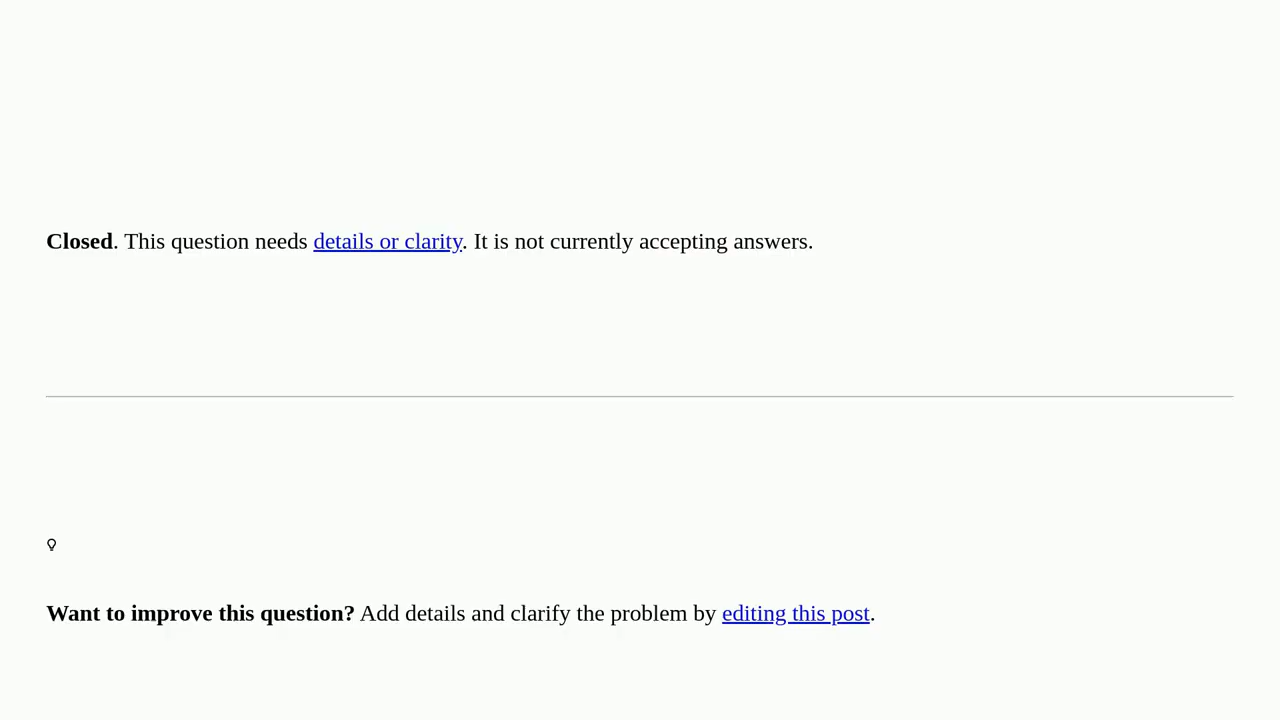 Closed. This question needs details or clarity. It is not currently accepting answers.
Want to improve this question? Add details and clarify the problem by editing this post.